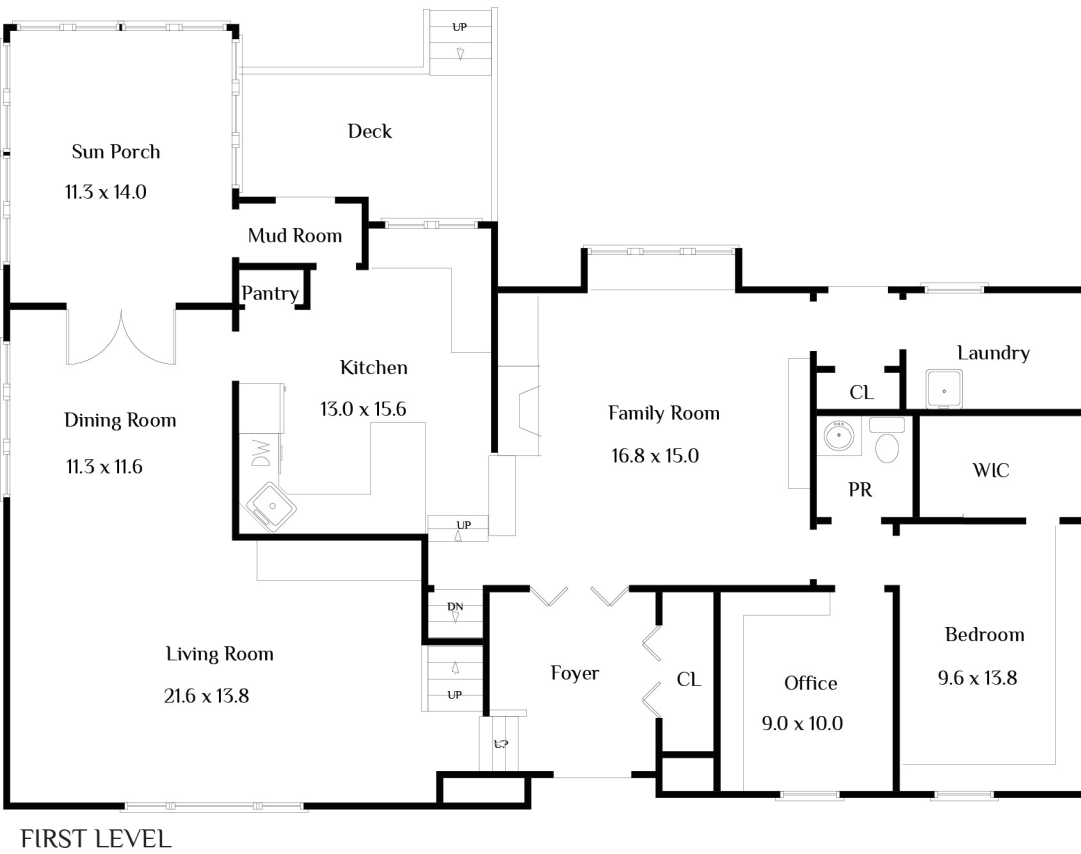 UP
Deck
Sun Porch
11.3 x 14.0
Mud Room
Pantry
Kitchen
13.0 x 15.6
Laundry
CL
Family Room
16.8 x 15.0
Dining Room
11.3 x 11.6
DW
WIC
PR
UP
DN
Living Room
21.6 x 13.8
UP
UP
Foyer
CL
Office
9.0 x 10.0
Bedroom
9.6 x 13.8
FIRST LEVEL